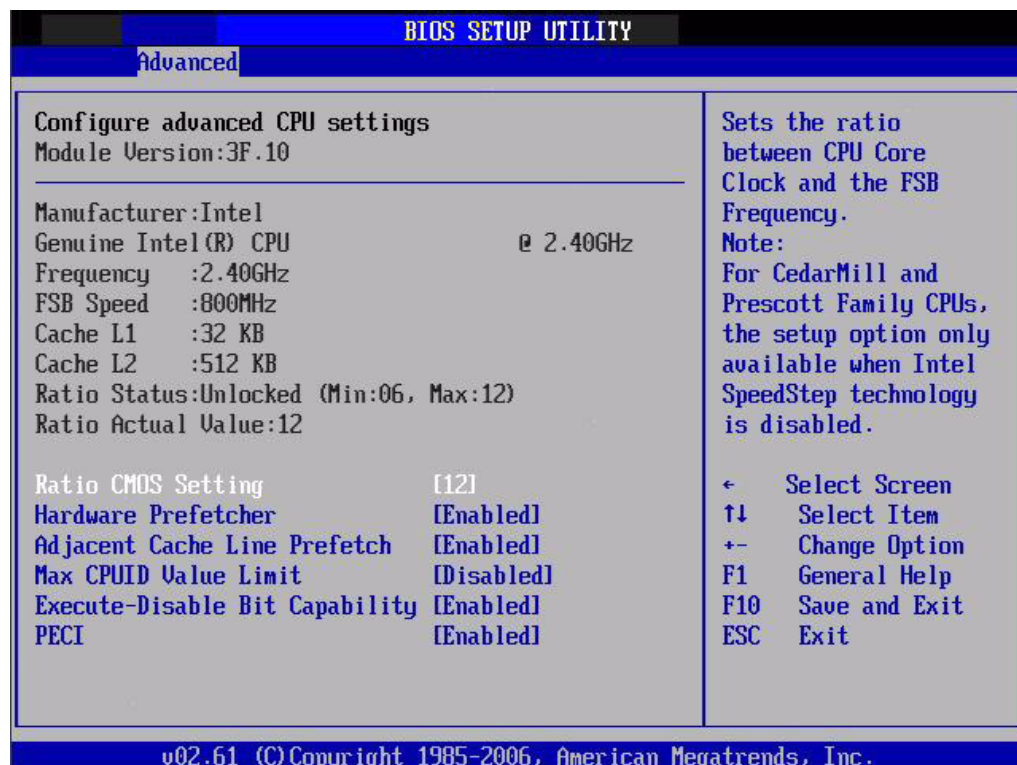 BIOS SETUP UTILITY
Advanced
Configure advanced CPU settings
Module Version:3F.10
Manufacturer:Intel
Genuine Intel(R) CPU @ 2.40GHz
Frequency :2.40GHz
FSB Speed :800MHz
Cache L1 :32 KB
Cache L2 :512 KB
Ratio Status:Unlocked (Min:06, Max:12)
Ratio Actual Value:12
Ratio CMOS Setting [12]
Hardware Prefetcher [Enabled]
Adjacent Cache Line Prefetch [Enabled]
Max CPUID Value Limit [Disabled]
Execute-Disable Bit Capability [Enabled]
PECI [Enabled]
Sets the ratio
between CPU Core
Clock and the FSB
Frequency.
Note:
For CedarMill and
Prescott Family CPUs,
the setup option only
available when Intel
SpeedStep technology
is disabled.
← Select Screen
↑↓ Select Item
+- Change Option
F1 General Help
F10 Save and Exit
ESC Exit
v02.61 (C)Copyright 1985-2006, American Megatrends, Inc.